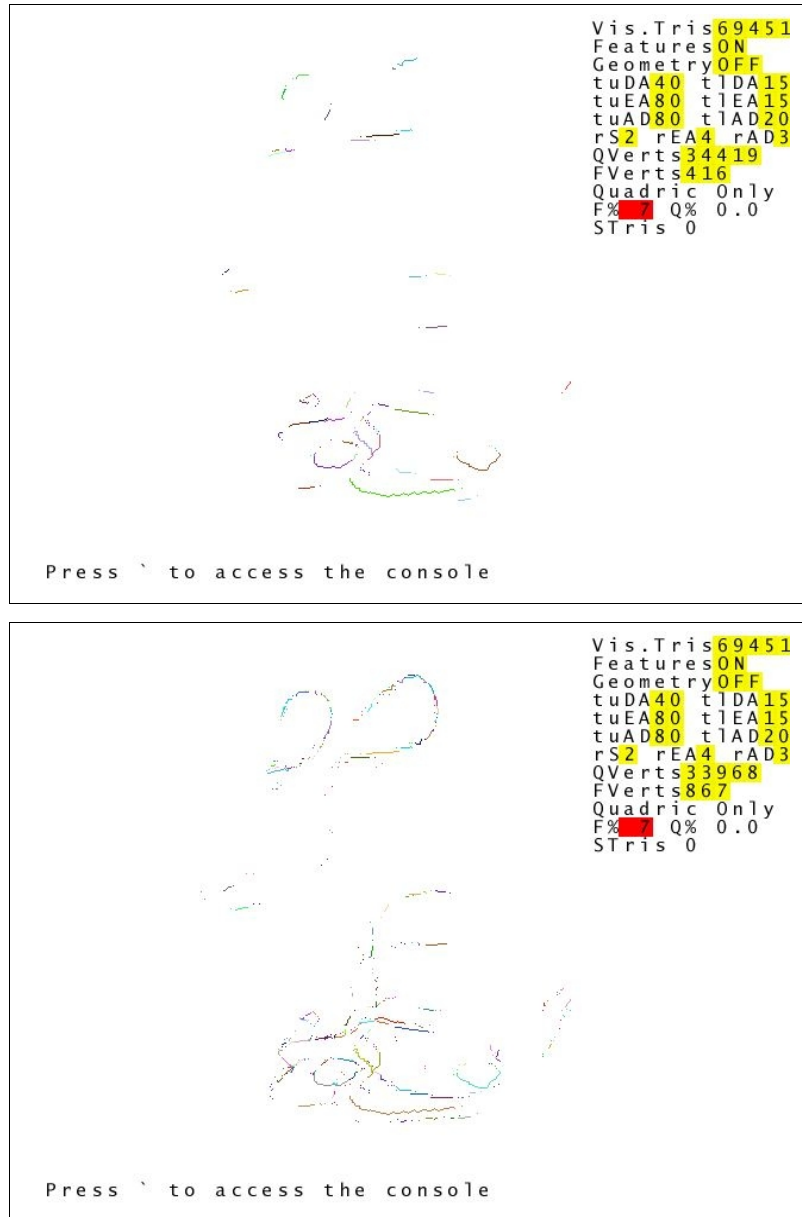 Vis.Tris69451
FeaturesON
GeometryOFF
tuDA40 tlDA15
tuEA80 tlEA15
tuAD80 tlAD20
rS2 rEA4 rAD3
QVerts34419
FVerts416
Quadric Only
F% 7 Q% 0.0
STris 0
Press ` to access the console
Vis.Tris69451
FeaturesON
GeometryOFF
tuDA40 tlDA15
tuEA80 tlEA15
tuAD80 tlAD20
rS2 rEA4 rAD3
QVerts33968
FVerts867
Quadric Only
F% 7 Q% 0.0
STris 0
Press ` to access the console